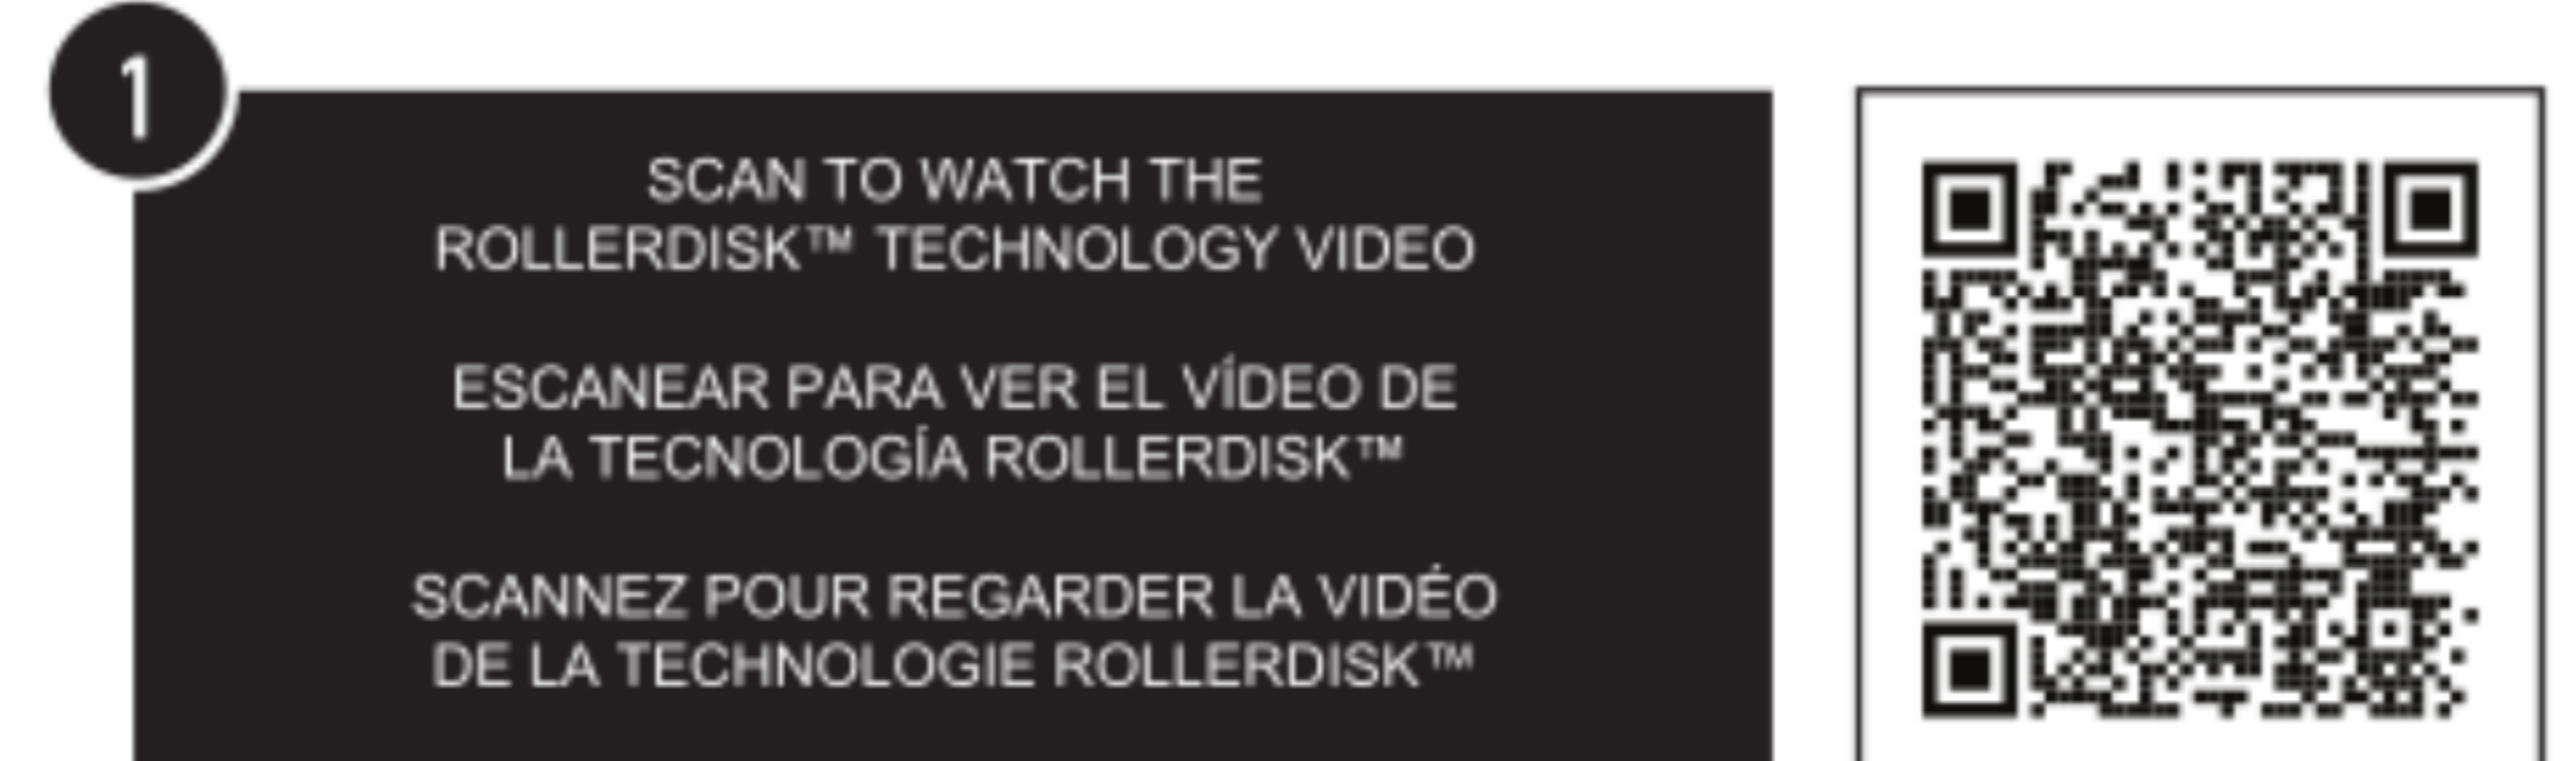 1
SCAN TO WATCH THE
ROLLERDISK™ TECHNOLOGY VIDEO
ESCANEAR PARA VER EL VÍDEO DE
LA TECNOLOGÍA ROLLERDISK™
SCANNEZ POUR REGARDER LA VIDÉO
DE LA TECHNOLOGIE ROLLERDISK™